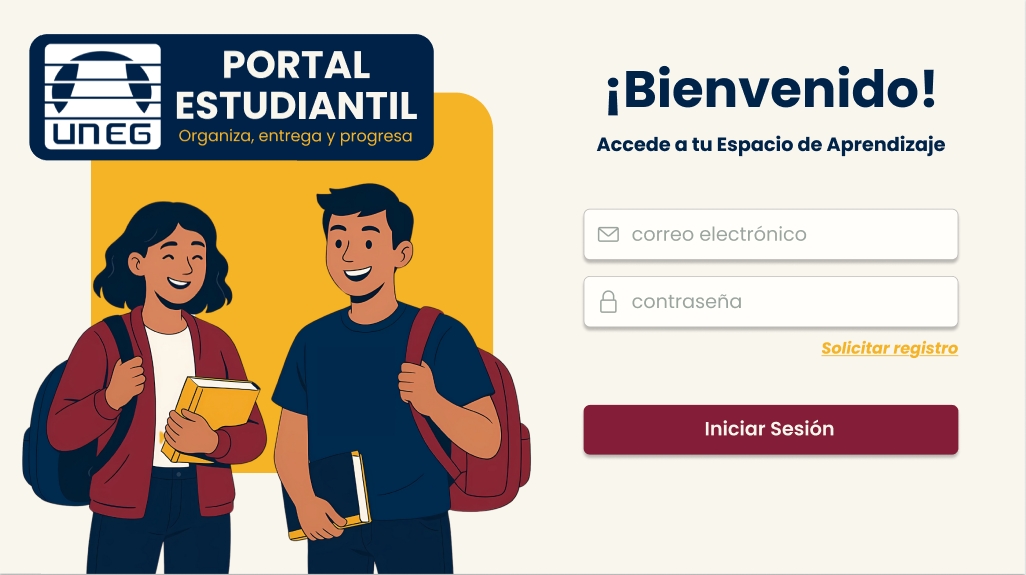 UNEG
PORTAL
ESTUDIANTIL
Organiza, entrega y progresa
¡Bienvenido!
Accede a tu Espacio de Aprendizaje
correo electrónico
contraseña
Solicitar registro
Iniciar Sesión